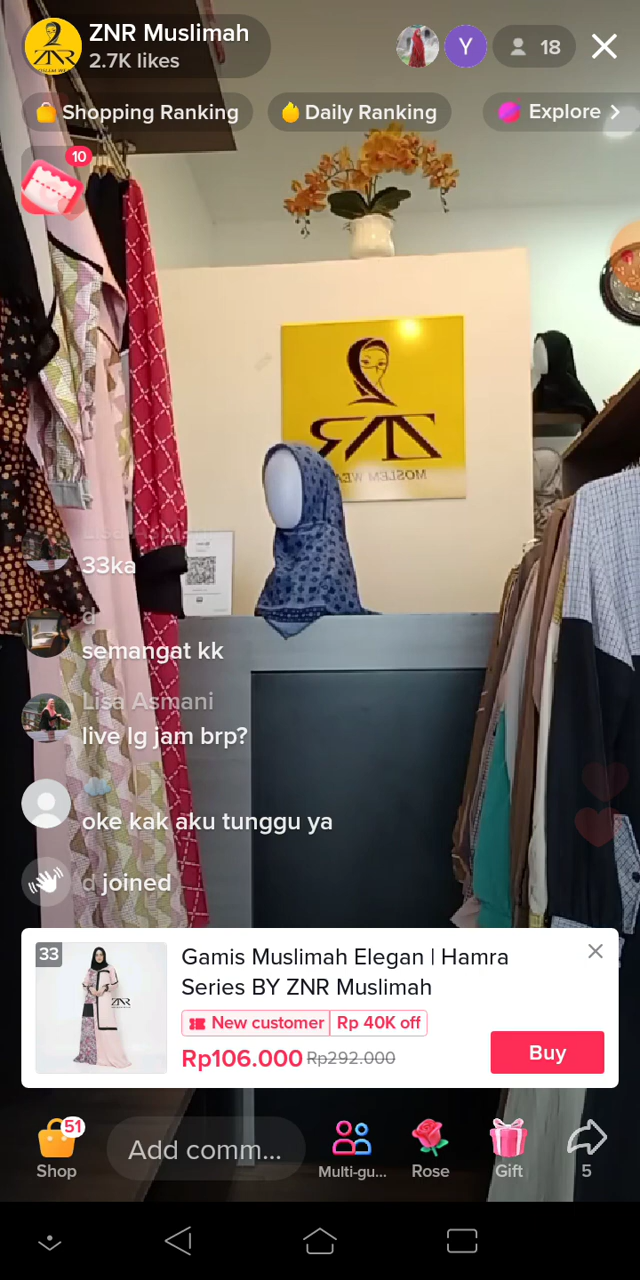 ZNR Muslimah
2.7K likes
Y
18
Shopping Ranking
Daily Ranking
Explore
10
ZNR
MOSLEM WEA
33ka
d
semangat kk
Lisa Asmani
live lg jam brp?
oke kak aku tunggu ya
d joined
33
Gamis Muslimah Elegan | Hamra
Series BY ZNR Muslimah
New customer Rp 40K off
Rp106.000 Rp292.000
Buy
51
Shop
Add comm...
Multi-gu...
Rose
Gift
5